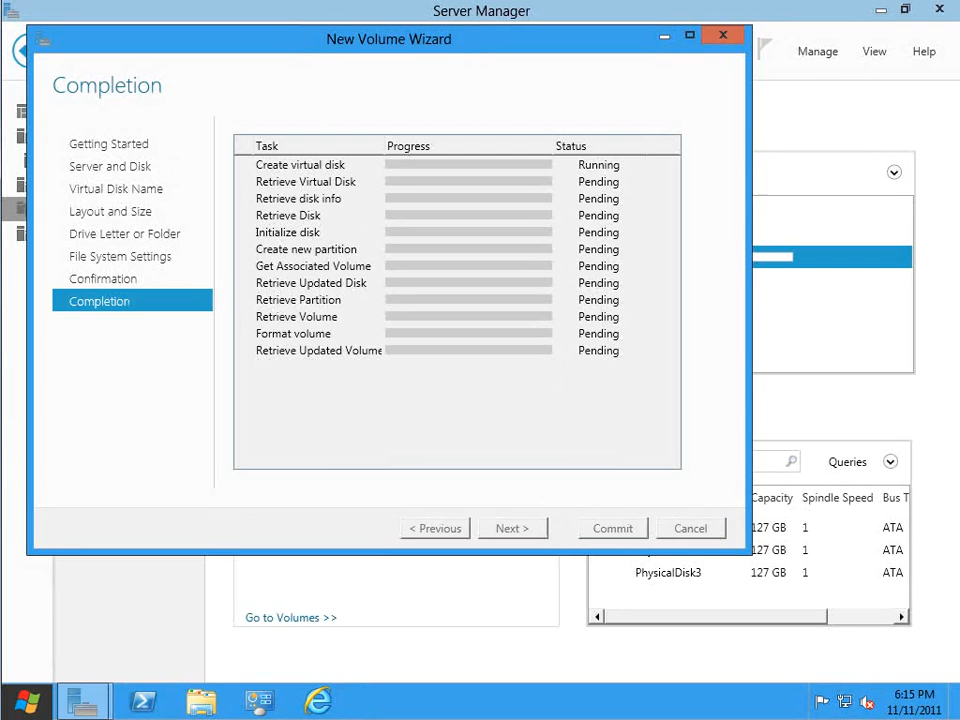 Server Manager
New Volume Wizard
Manage View Help
Completion
Getting Started
Server and Disk
Virtual Disk Name
Layout and Size
Drive Letter or Folder
File System Settings
Confirmation
Completion
Task Progress Status
Create virtual disk Running
Retrieve Virtual Disk Pending
Retrieve disk info Pending
Retrieve Disk Pending
Initialize disk Pending
Create new partition Pending
Get Associated Volume Pending
Retrieve Updated Disk Pending
Retrieve Partition Pending
Retrieve Volume Pending
Format volume Pending
Retrieve Updated Volume Pending
< Previous Next > Commit Cancel
Queries
Capacity Spindle Speed Bus T
127 GB 1 ATA
127 GB 1 ATA
PhysicalDisk3 127 GB 1 ATA
Go to Volumes >>
6:15 PM
11/11/2011